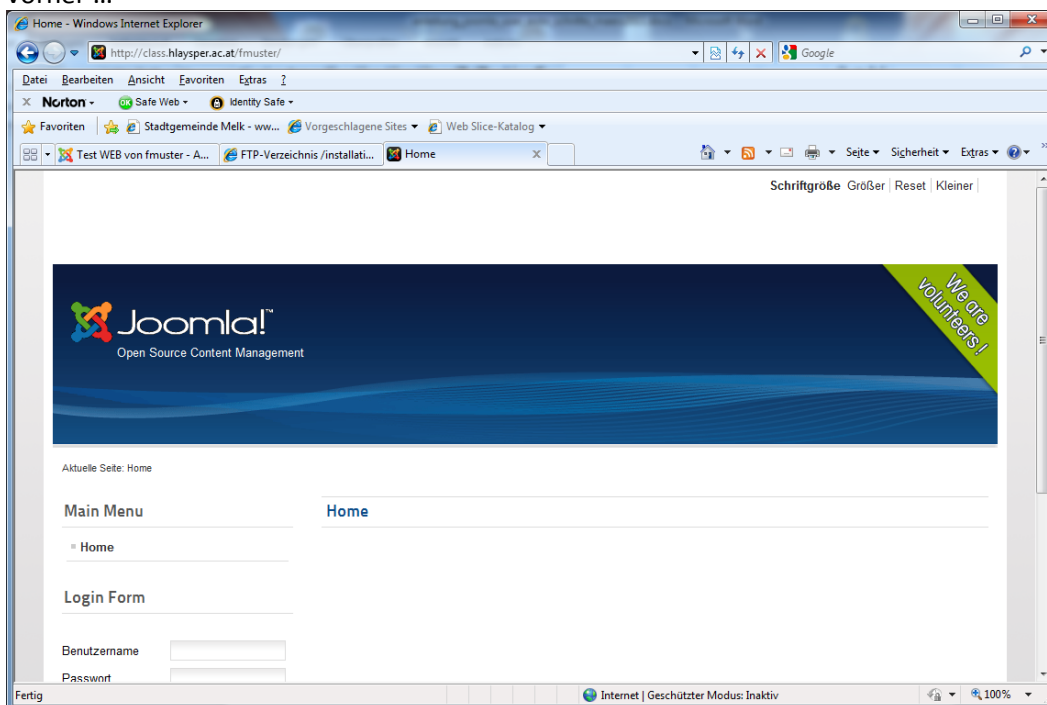 vorher ...
Home - Windows Internet Explorer
http://class.hlaysper.ac.at/fmuster/
Google
Datei Bearbeiten Ansicht Favoriten Extras ?
x Norton - OK Safe Web Identity Safe
Favoriten Stadtgemeinde Melk - ww... Vorgeschlagene Sites Web Slice-Katalog
Test WEB von fmuster - A... FTP-Verzeichnis /installati... Home x Seite Sicherheit Extras ? »
Schriftgröße Größer Reset Kleiner
We are volunteers!
Joomla!™
Open Source Content Management
Aktuelle Seite: Home
Main Menu
Home
Home
Login Form
Benutzername
Passwort
Fertig Internet | Geschützter Modus: Inaktiv 100%